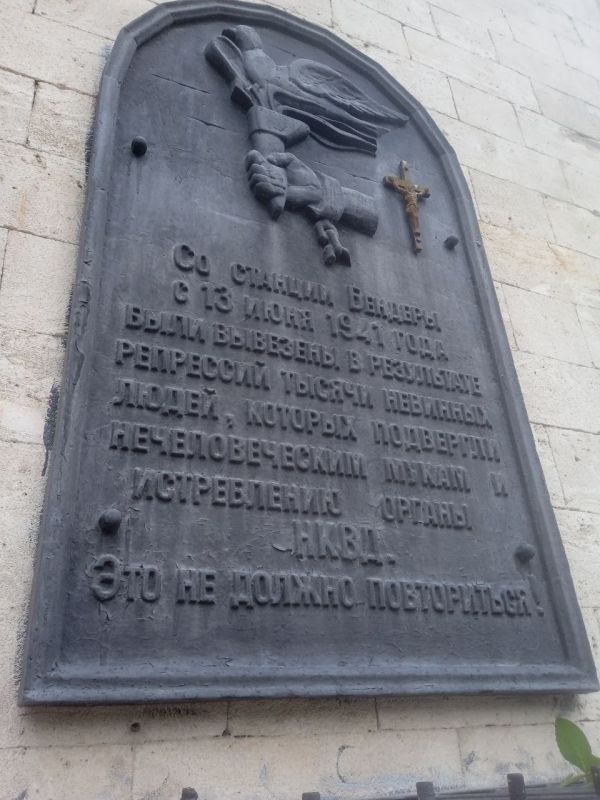 Со станции Бендеры
с 13 июня 1941 года
были вывезены в результате
репрессий тысячи невинных
людей, которых подвергли
нечеловеческим мукам и
истреблению органы
НКВД.
Это не должно повториться!